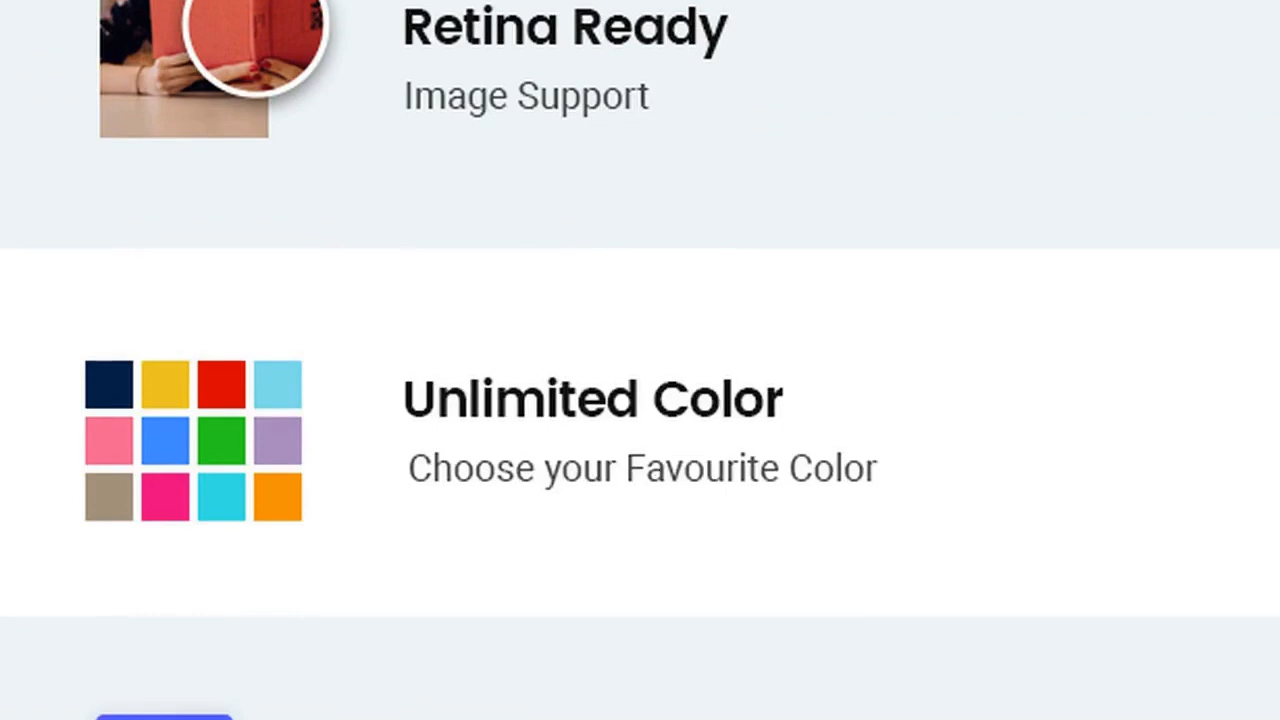 Retina Ready
Image Support
Unlimited Color
Choose your Favourite Color